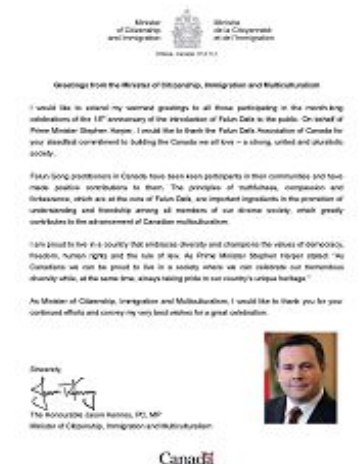 Minister
of Citizenship
and Immigration
Ministre
de la Citoyenneté
et de l'Immigration
Ottawa, Canada K1A 1L1
Greetings from the Minister of Citizenship, Immigration and Multiculturalism
I would like to extend my warmest greetings to all those participating in the month-long
celebrations of the anniversary of the introduction of Falun Dafa to the public. On behalf of
Prime Minister Stephen Harper, I would like to thank the Falun Dafa Association of Canada for
your steadfast commitment to building the Canada we all love – a strong, united and pluralistic
society.
Falun Gong practitioners in Canada have been keen participants in their communities and have
made positive contributions to them. The principles of truthfulness, compassion and
forbearance, which are at the core of Falun Dafa, are important ingredients in the promotion of
understanding and friendship among all members of our diverse society, which greatly
contributes to the advancement of Canadian multiculturalism.
I am proud to live in a country that embraces diversity and champions the values of democracy,
freedom, human rights and the rule of law. As Prime Minister Stephen Harper stated: "As
Canadians we can be proud to live in a society where we can celebrate our tremendous
diversity while, at the same time, always taking pride in our country's unique heritage."
As Minister of Citizenship, Immigration and Multiculturalism, I would like to thank you for your
continued efforts and convey my very best wishes for a great celebration.
Sincerely,
The Honourable Jason Kenney, PC, MP
Minister of Citizenship, Immigration and Multiculturalism
Canada